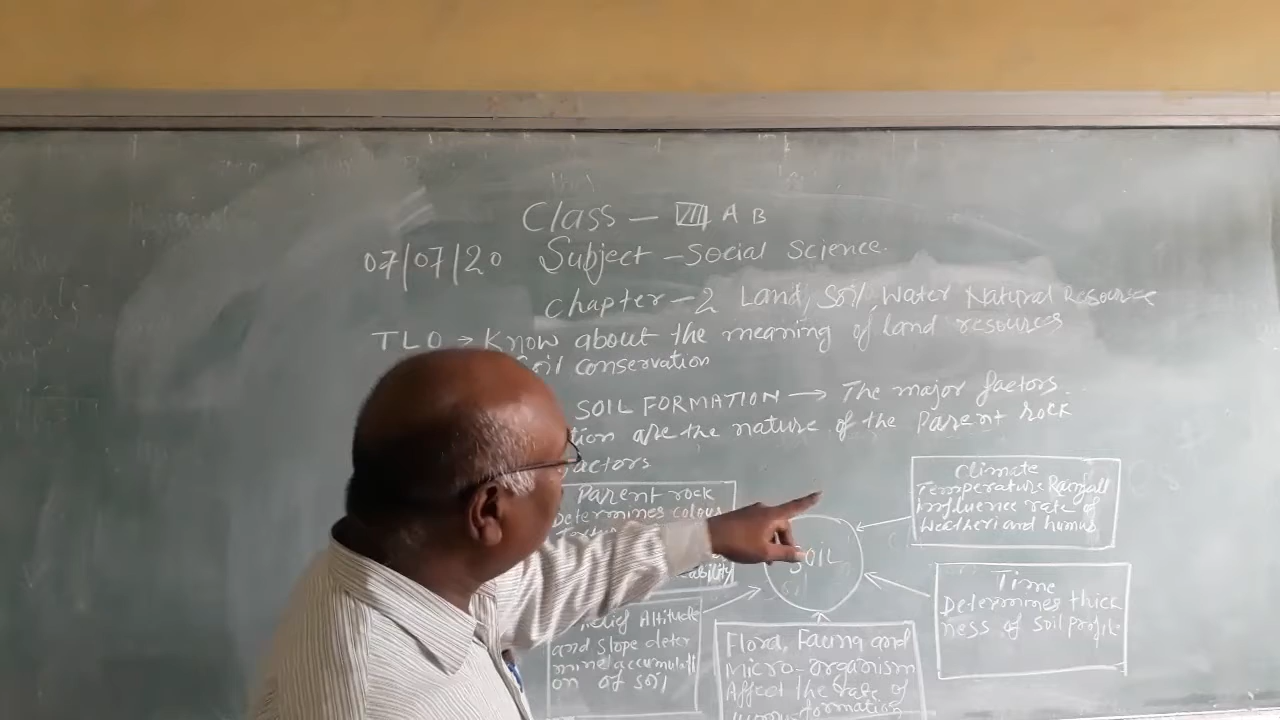 Class - VIII A B
07/07/20 Subject - Social Science.
Chapter - 2 Land, Soil, Water Natural Resource
TLO → Know about the meaning of land resources
Soil conservation
SOIL FORMATION → The major factors
tion are the nature of the Parent rock
factors
Parent rock
Determines colour
ability
SOIL
Climate
Temperature Rainfall
influence rate of
Weatheri and humus
Time
Determines thick
ness of soil profile
Relief Altitude
and Slope deter
mine accumulati
on of soil
Flora, Fauna and
Micro-organism
Affect the rate of
formation